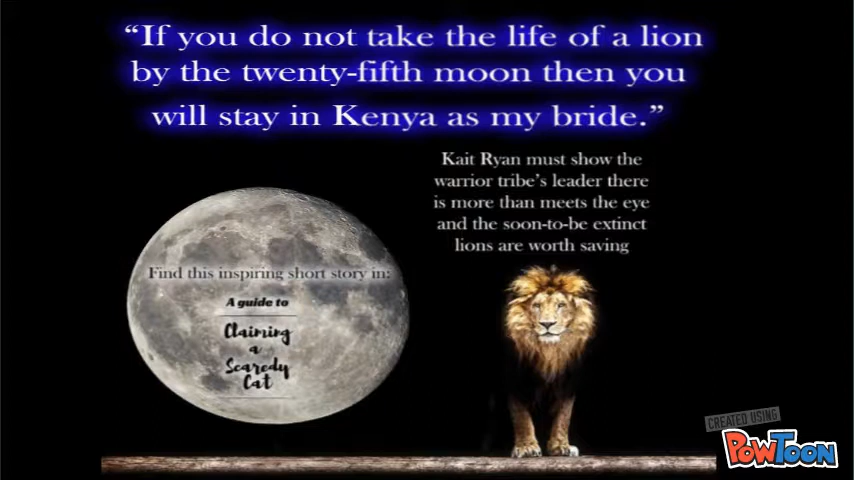 “If you do not take the life of a lion
by the twenty-fifth moon then you
will stay in Kenya as my bride.”
Kait Ryan must show the
warrior tribe's leader there
is more than meets the eye
and the soon-to-be extinct
lions are worth saving
Find this inspiring short story in:
A guide to
Claiming
a
Scaredy
Cat
CREATED USING
POWTOON